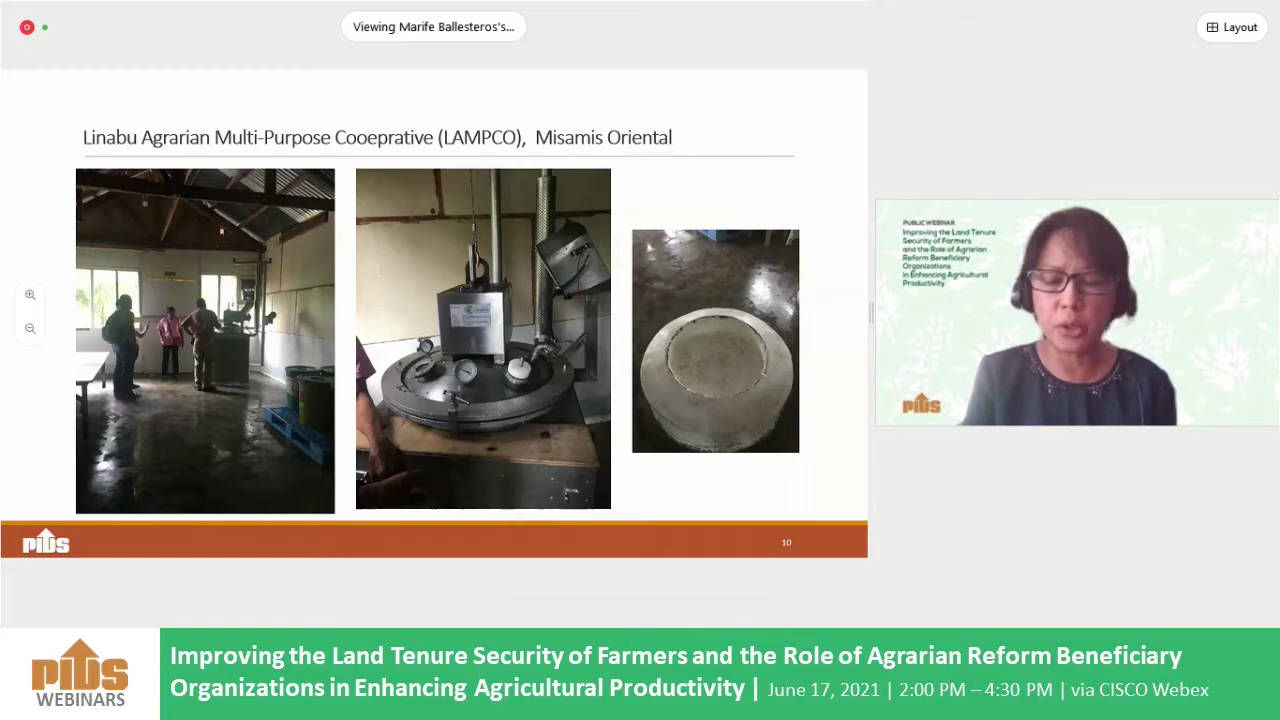 Viewing Marife Ballesteros's...
Layout
Linabu Agrarian Multi-Purpose Cooeprative (LAMPCO), Misamis Oriental
PUBLIC WEBINAR
Improving the Land Tenure
Security of Farmers
and the Role of Agrarian
Reform Beneficiary
Organizations
in Enhancing Agricultural
Productivity
PIDS
PIDS
10
PIDS
WEBINARS
Improving the Land Tenure Security of Farmers and the Role of Agrarian Reform Beneficiary
Organizations in Enhancing Agricultural Productivity | June 17, 2021 | 2:00 PM – 4:30 PM | via CISCO Webex